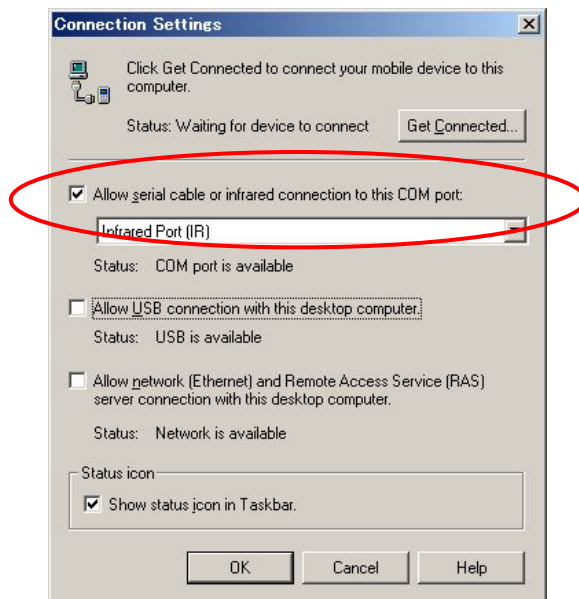 Connection Settings
Click Get Connected to connect your mobile device to this
computer.
Status: Waiting for device to connect
Get Connected...
Allow serial cable or infrared connection to this COM port:
Infrared Port (IR)
Status: COM port is available
Allow USB connection with this desktop computer.
Status: USB is available
Allow network (Ethernet) and Remote Access Service (RAS)
server connection with this desktop computer.
Status: Network is available
Status icon
Show status icon in Taskbar.
OK
Cancel
Help